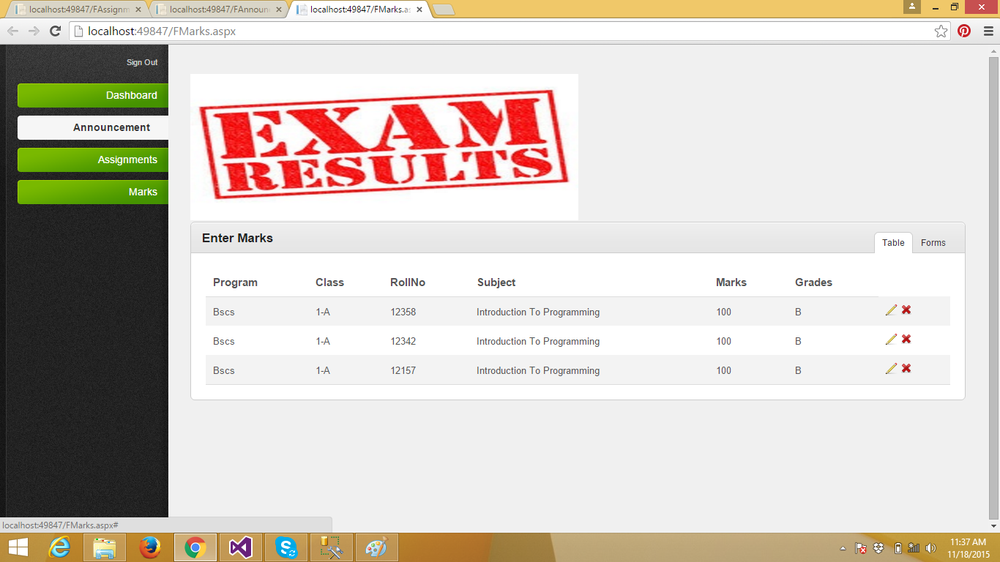 localhost:49847/FAssignm
localhost:49847/FAnnoun
localhost:49847/FMarks.as
localhost:49847/FMarks.aspx
Sign Out
Dashboard
Announcement
Assignments
Marks
EXAM
RESULTS
Enter Marks
Table Forms
Program Class RollNo Subject Marks Grades
Bscs 1-A 12358 Introduction To Programming 100 B
Bscs 1-A 12342 Introduction To Programming 100 B
Bscs 1-A 12157 Introduction To Programming 100 B
localhost:49847/FMarks.aspx#
11:37 AM
11/18/2015